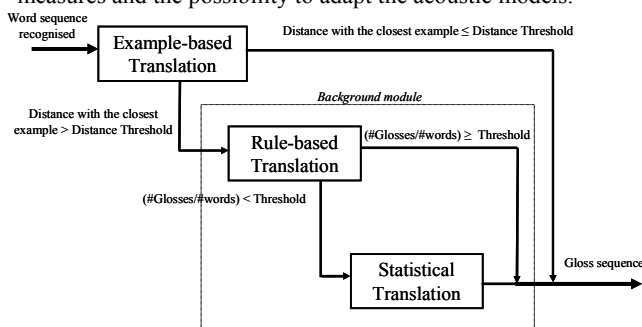 measures and the possibility to adapt the acoustic models.
Word sequence
recognised
Example-based
Translation
Distance with the closest example ≤ Distance Threshold
Distance with the closest
example > Distance Threshold
Background module
Rule-based
Translation
(#Glosses/#words) ≥ Threshold
(#Glosses/#words) < Threshold
Statistical
Translation
Gloss sequence